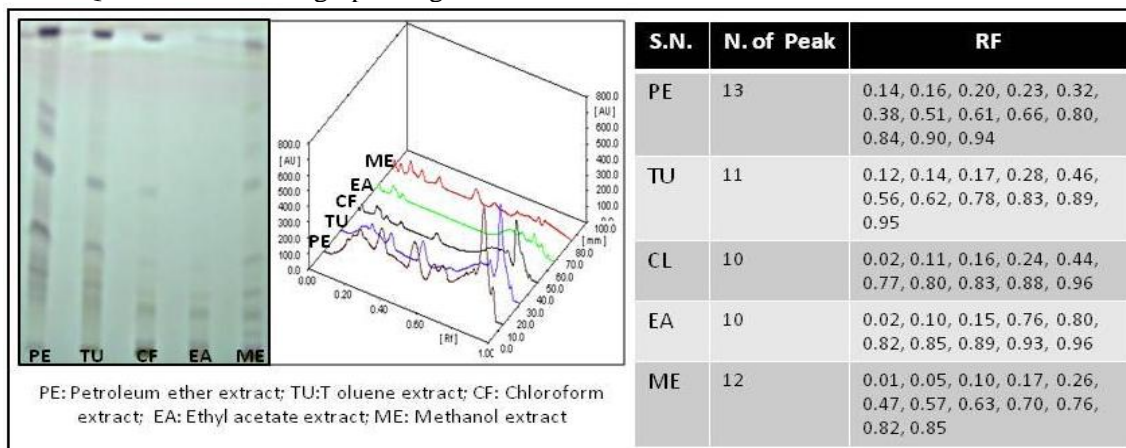 PE TU CF EA ME
800.0
[AU]
600.0
500.0
400.0
300.0
200.0
100.0
0.0
0.00
0.20
0.40
0.60
[Rf]
1.00
0.0
10.0
20.0
30.0
40.0
50.0
60.0
70.0
80.0
[mm]
100.0
800.0
[AU]
600.0
500.0
400.0
300.0
200.0
100.0
ME
EA
CF
TU
PE
PE: Petroleum ether extract; TU:T oluene extract; CF: Chloroform
extract; EA: Ethyl acetate extract; ME: Methanol extract
S.N. N. of Peak RF
PE 13 0.14, 0.16, 0.20, 0.23, 0.32,
0.38, 0.51, 0.61, 0.66, 0.80,
0.84, 0.90, 0.94
TU 11 0.12, 0.14, 0.17, 0.28, 0.46,
0.56, 0.62, 0.78, 0.83, 0.89,
0.95
CL 10 0.02, 0.11, 0.16, 0.24, 0.44,
0.77, 0.80, 0.83, 0.88, 0.96
EA 10 0.02, 0.10, 0.15, 0.76, 0.80,
0.82, 0.85, 0.89, 0.93, 0.96
ME 12 0.01, 0.05, 0.10, 0.17, 0.26,
0.47, 0.57, 0.63, 0.70, 0.76,
0.82, 0.85